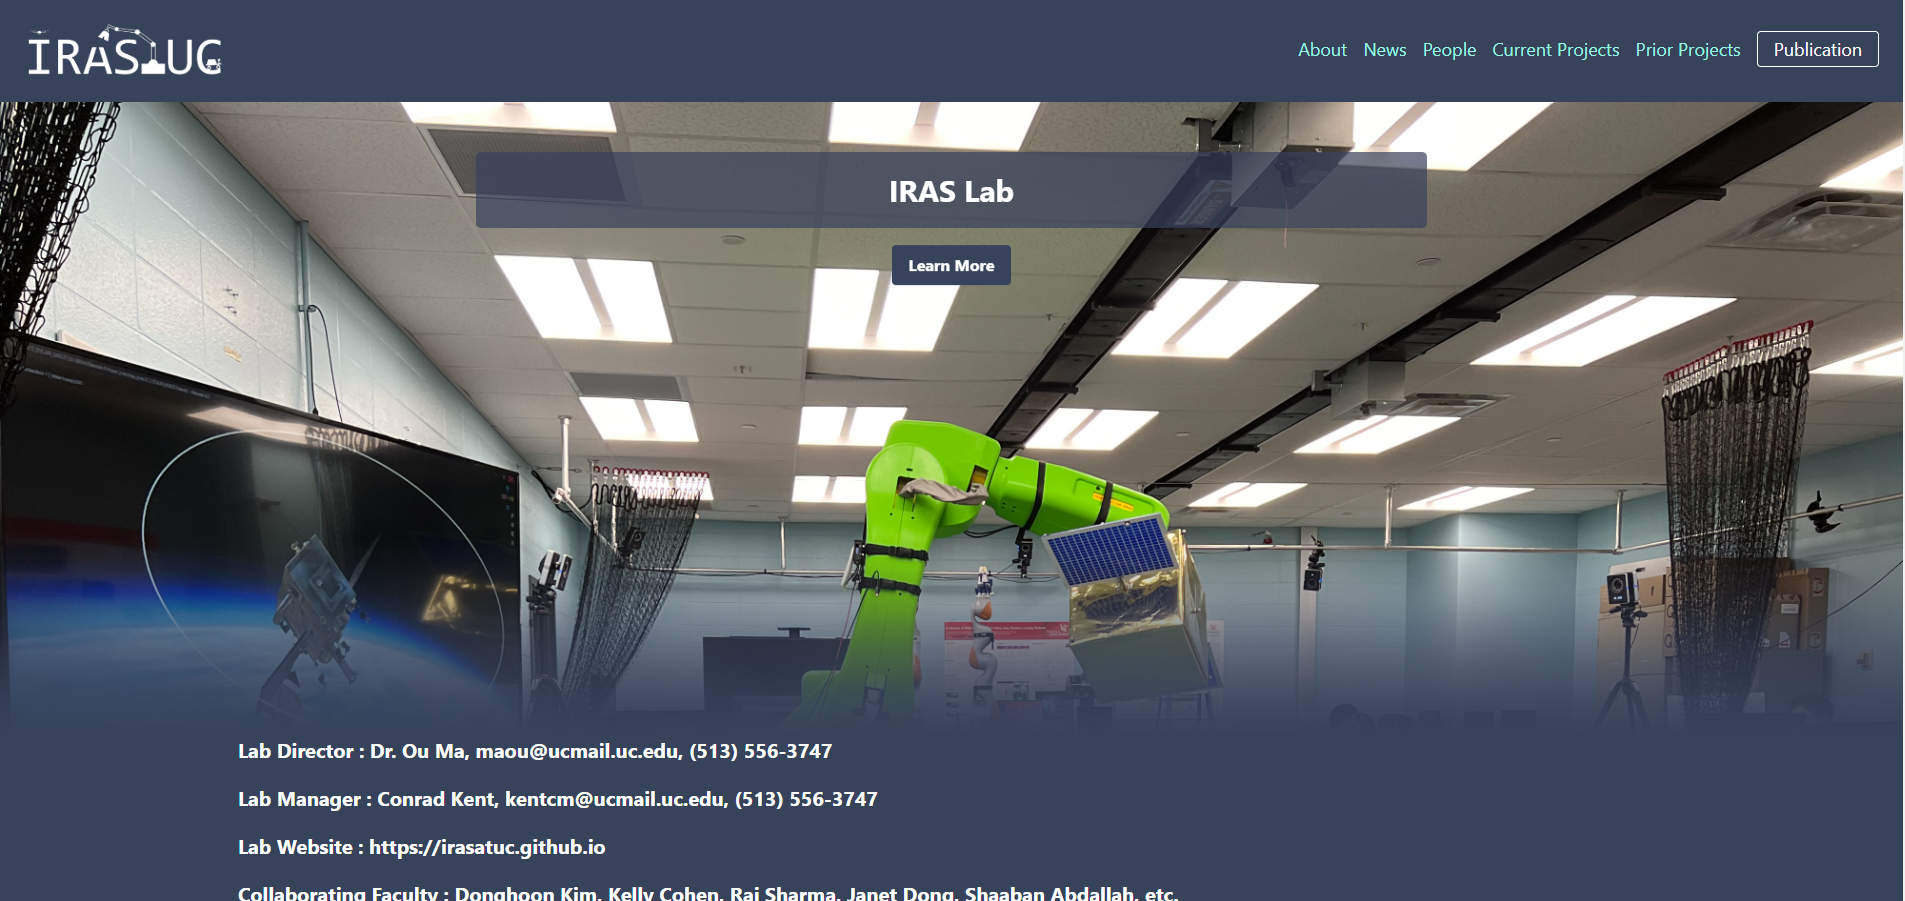 IRAS UC
About News People Current Projects Prior Projects Publication
IRAS Lab
Learn More
Lab Director : Dr. Ou Ma, maou@ucmail.uc.edu, (513) 556-3747
Lab Manager : Conrad Kent, kentcm@ucmail.uc.edu, (513) 556-3747
Lab Website : https://irasatuc.github.io
Collaborating Faculty : Donghoon Kim, Kelly Cohen, Raj Sharma, Janet Dong, Shaaban Abdallah, etc.